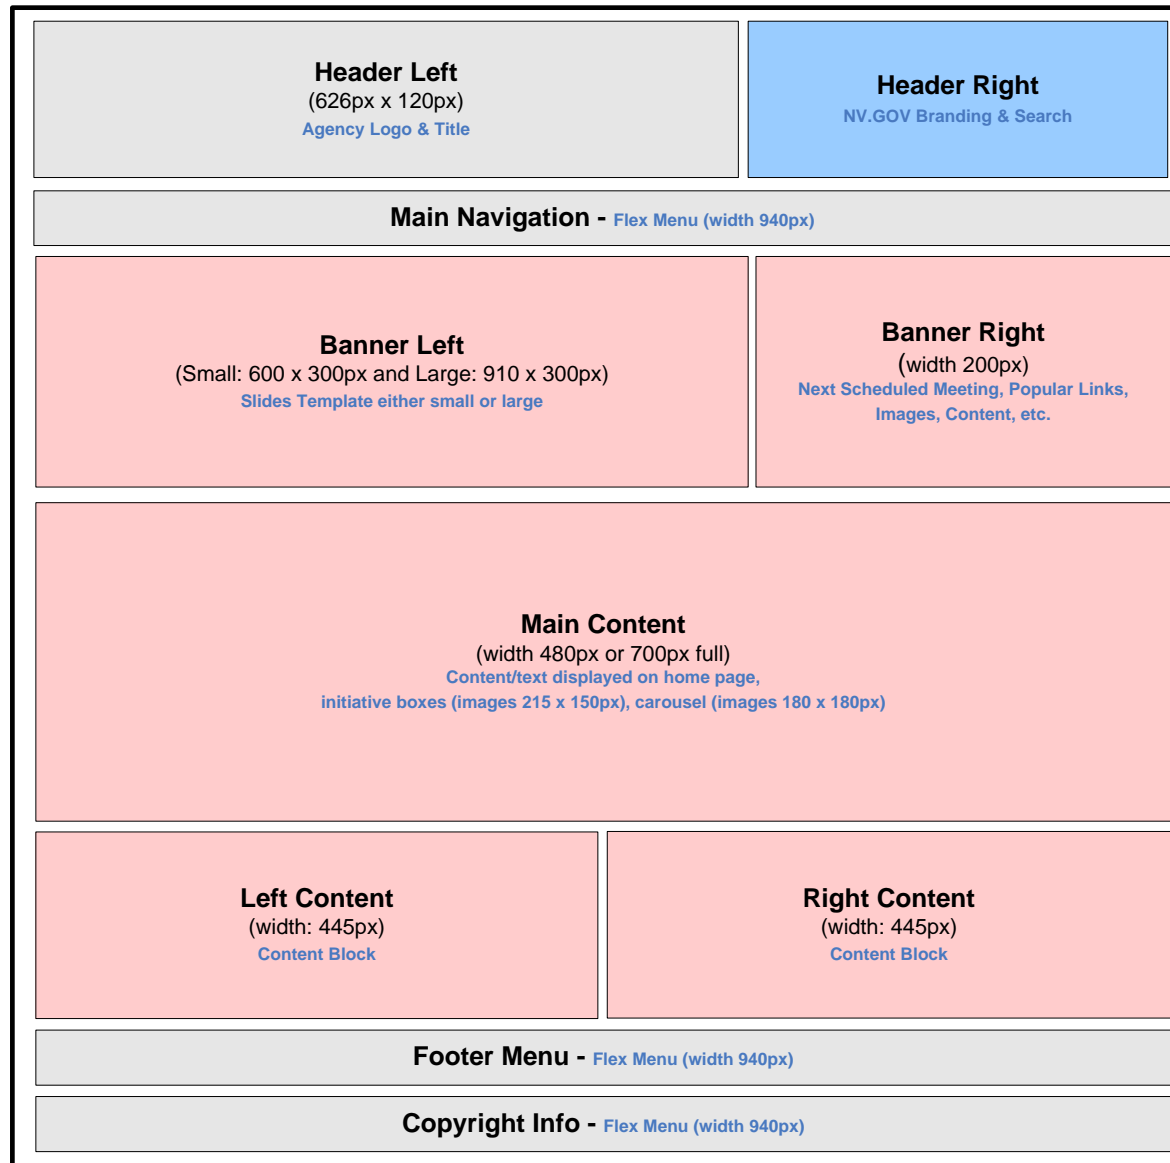 Header Left
(626px x 120px)
Agency Logo & Title
Header Right
NV.GOV Branding & Search
Main Navigation - Flex Menu (width 940px)
Banner Left
(Small: 600 x 300px and Large: 910 x 300px)
Slides Template either small or large
Banner Right
(width 200px)
Next Scheduled Meeting, Popular Links,
Images, Content, etc.
Main Content
(width 480px or 700px full)
Content/text displayed on home page,
initiative boxes (images 215 x 150px), carousel (images 180 x 180px)
Left Content
(width: 445px)
Content Block
Right Content
(width: 445px)
Content Block
Footer Menu - Flex Menu (width 940px)
Copyright Info - Flex Menu (width 940px)